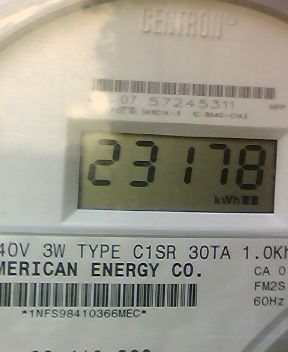 CENTRON®
07 57245311
23178
kWh
40V 3W TYPE C1SR 30TA 1.0Kh
MERICAN ENERGY CO. CA 0
FM2S
60Hz
*1NFS98410366MEC*